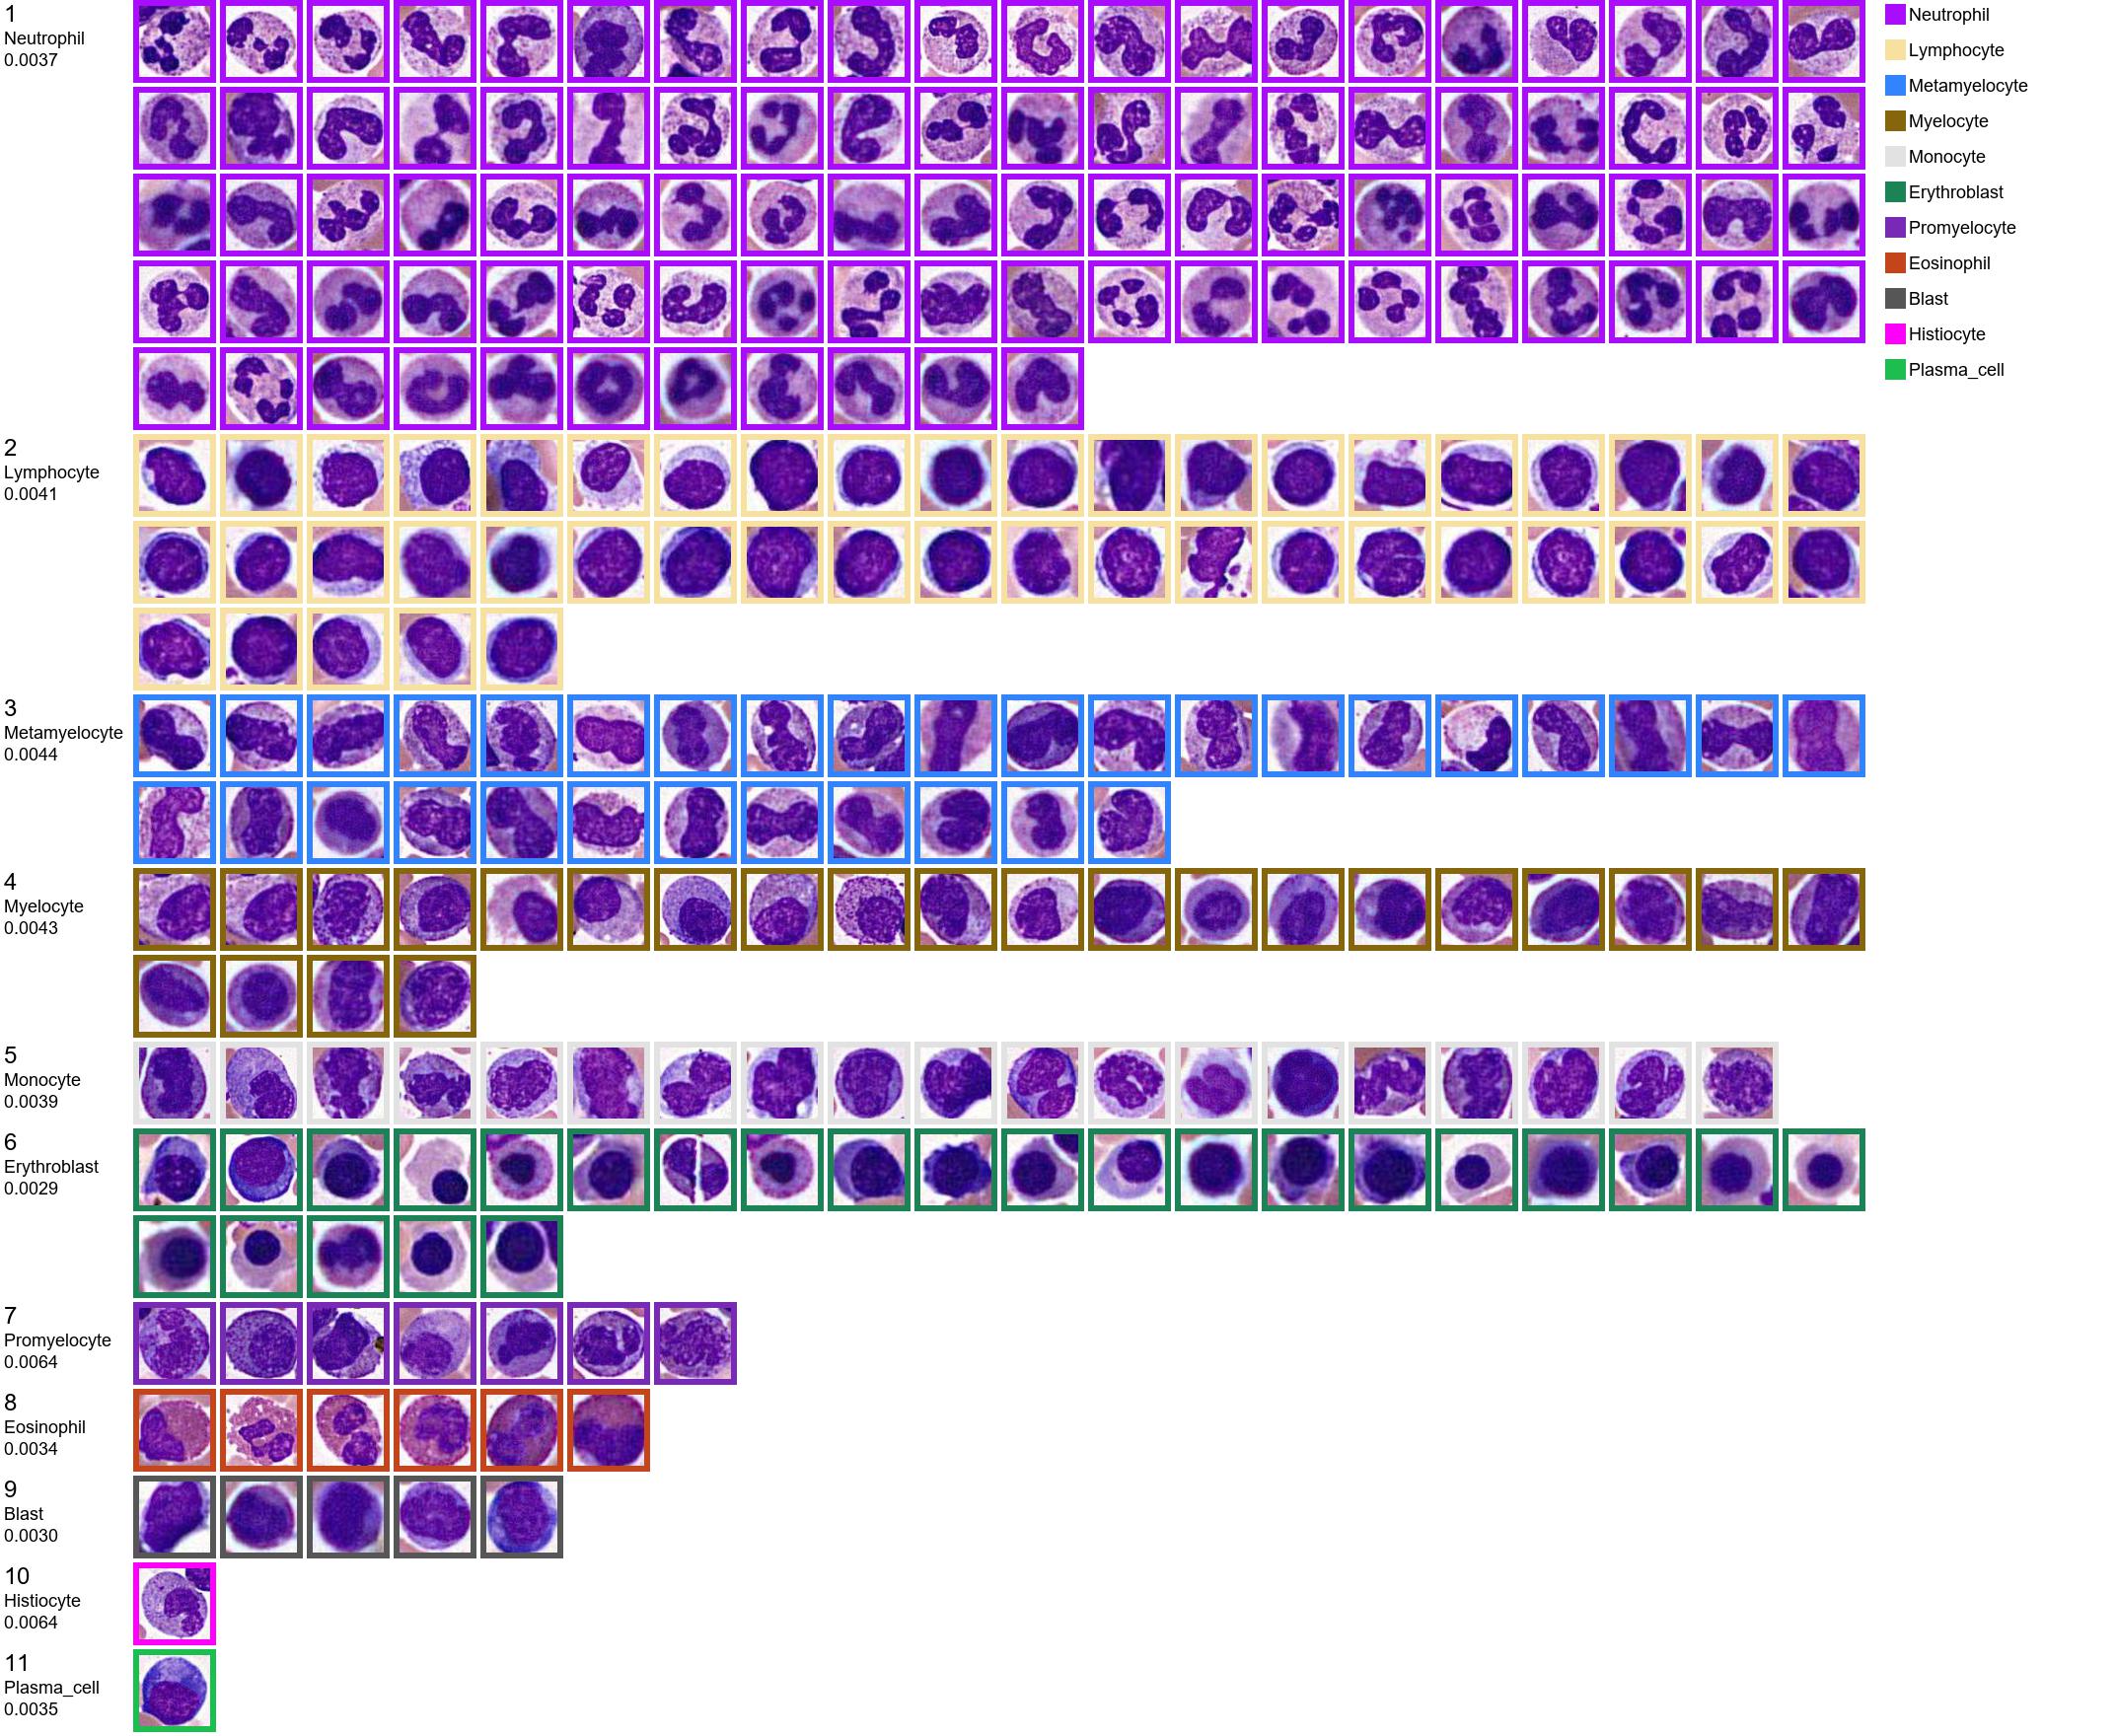 1
Neutrophil
0.0037
2
Lymphocyte
0.0041
3
Metamyelocyte
0.0044
4
Myelocyte
0.0043
5
Monocyte
0.0039
6
Erythroblast
0.0029
7
Promyelocyte
0.0064
8
Eosinophil
0.0034
9
Blast
0.0030
10
Histiocyte
0.0064
11
Plasma_cell
0.0035
Neutrophil
Lymphocyte
Metamyelocyte
Myelocyte
Monocyte
Erythroblast
Promyelocyte
Eosinophil
Blast
Histiocyte
Plasma_cell